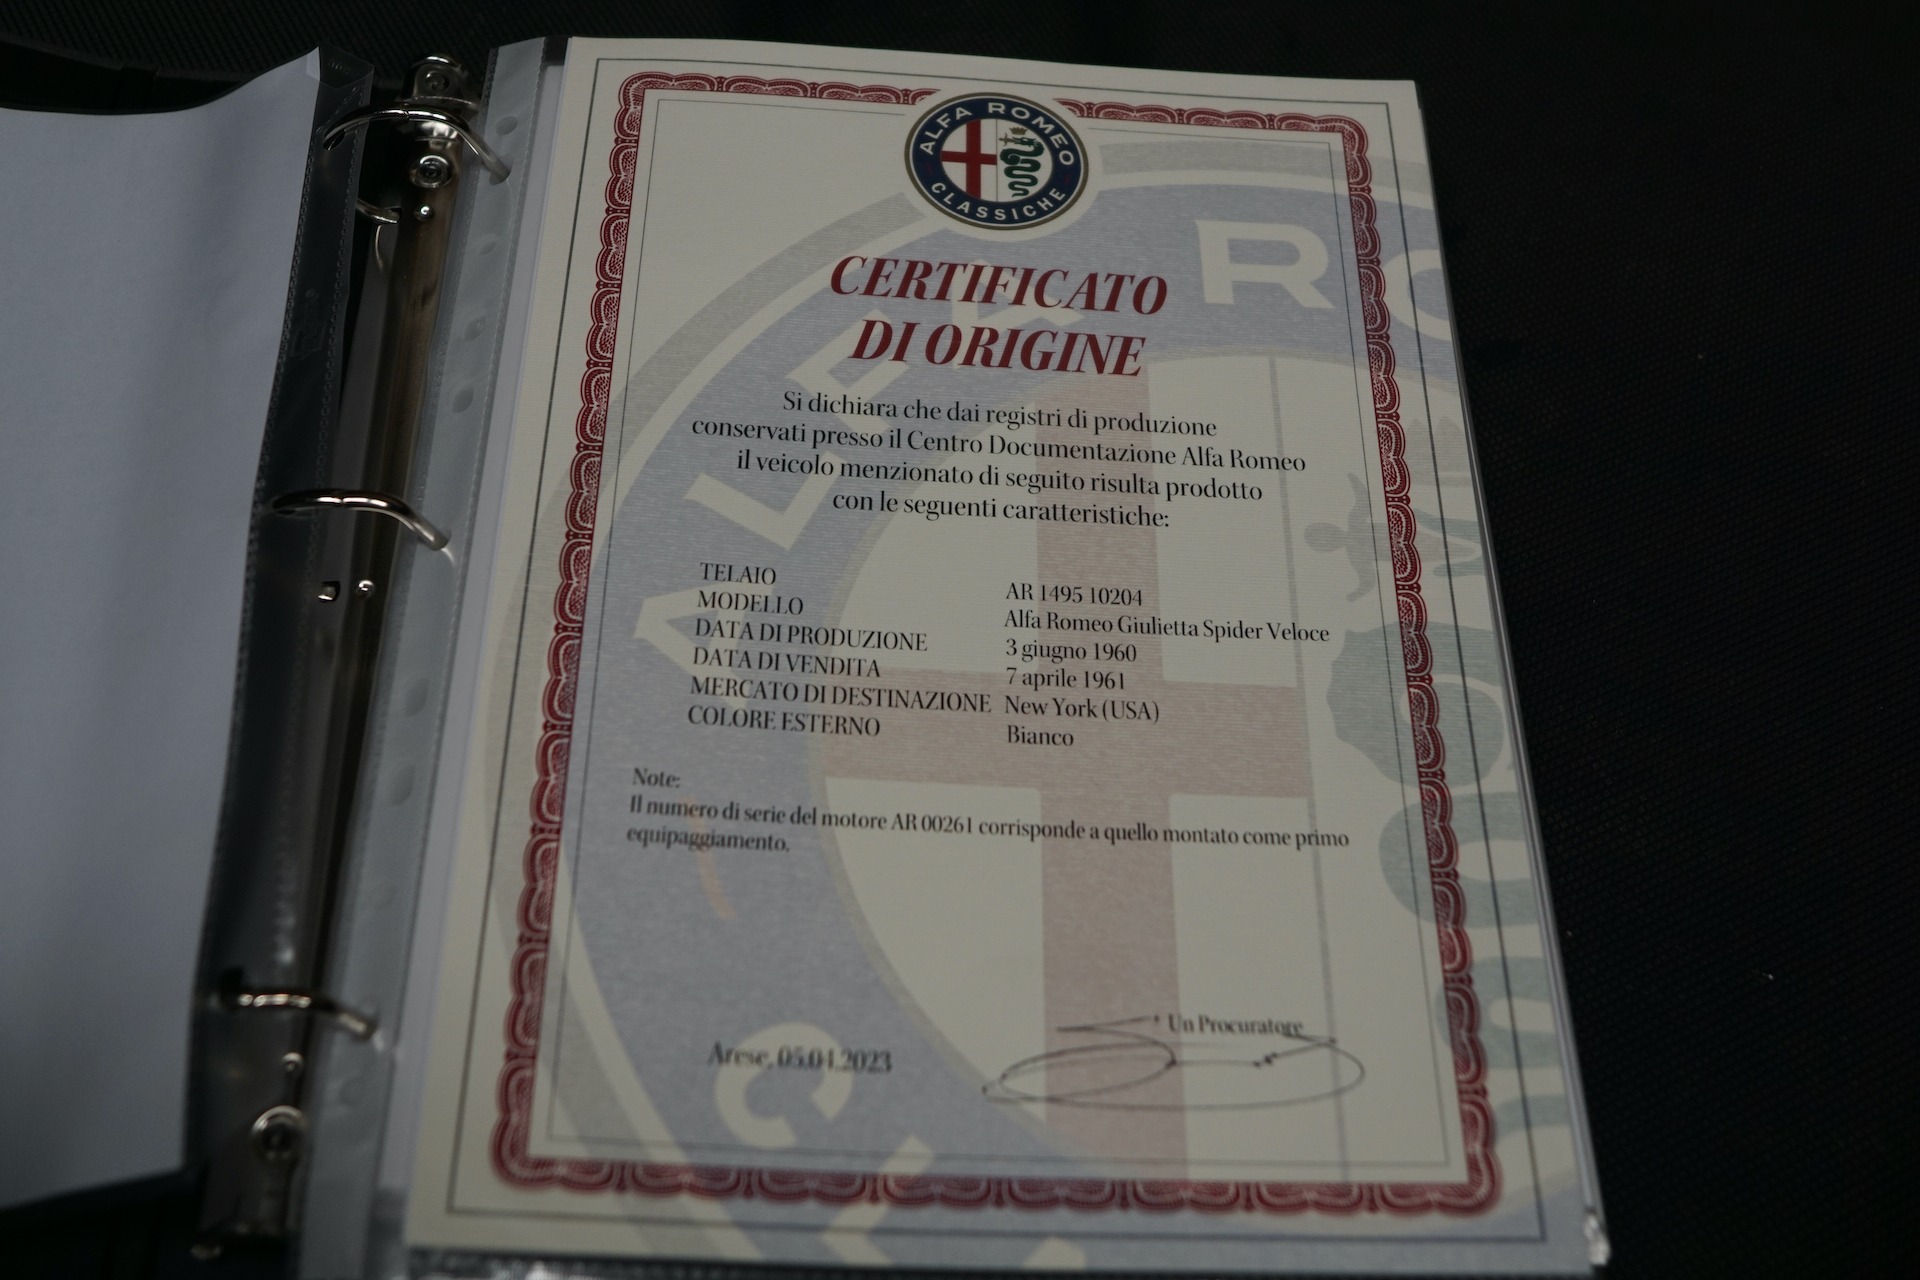 ALFA ROMEO
CLASSICHE
CERTIFICATO
DI ORIGINE
Si dichiara che dai registri di produzione
conservati presso il Centro Documentazione Alfa Romeo
il veicolo menzionato di seguito risulta prodotto
con le seguenti caratteristiche:
TELAIO AR 1495 10204
MODELLO Alfa Romeo Giulietta Spider Veloce
DATA DI PRODUZIONE 3 giugno 1960
DATA DI VENDITA 7 aprile 1961
MERCATO DI DESTINAZIONE New York (USA)
COLORE ESTERNO Bianco
Note:
Il numero di serie del motore AR 00261 corrisponde a quello montato come primo
equipaggiamento.
Un Procuratore
Arese, 05.04.2023